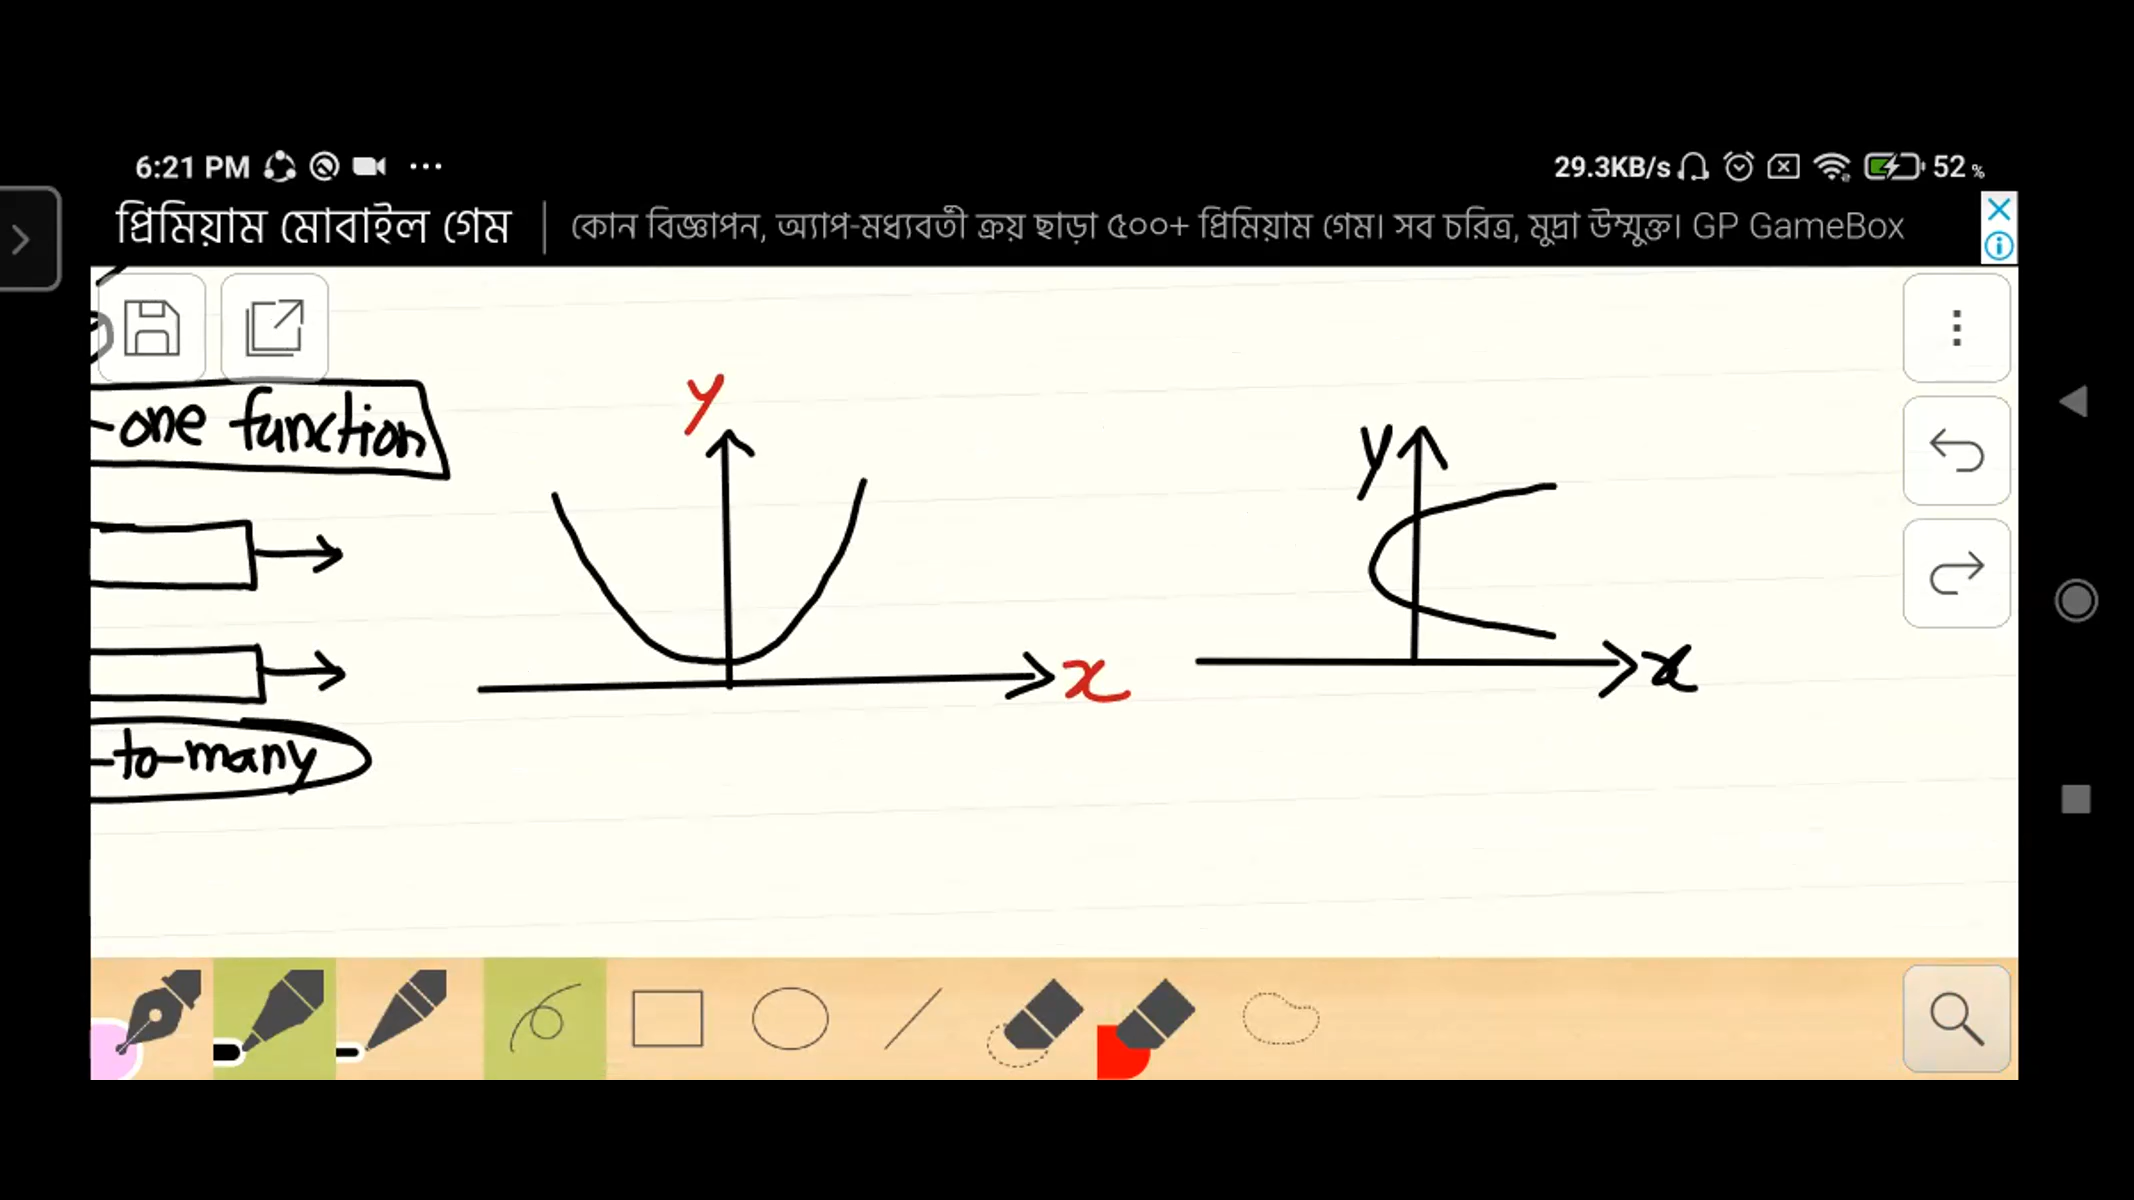 6:21 PM ... 29.3KB/s 52 %
প্রিমিয়াম মোবাইল গেম | কোন বিজ্ঞাপন, অ্যাপ-মধ্যবর্তী ক্রয় ছাড়া ৫০০+ প্রিমিয়াম গেম। সব চরিত্র, মুদ্রা উম্মুক্ত। GP GameBox
-one function
-to-many
y
x
y
x